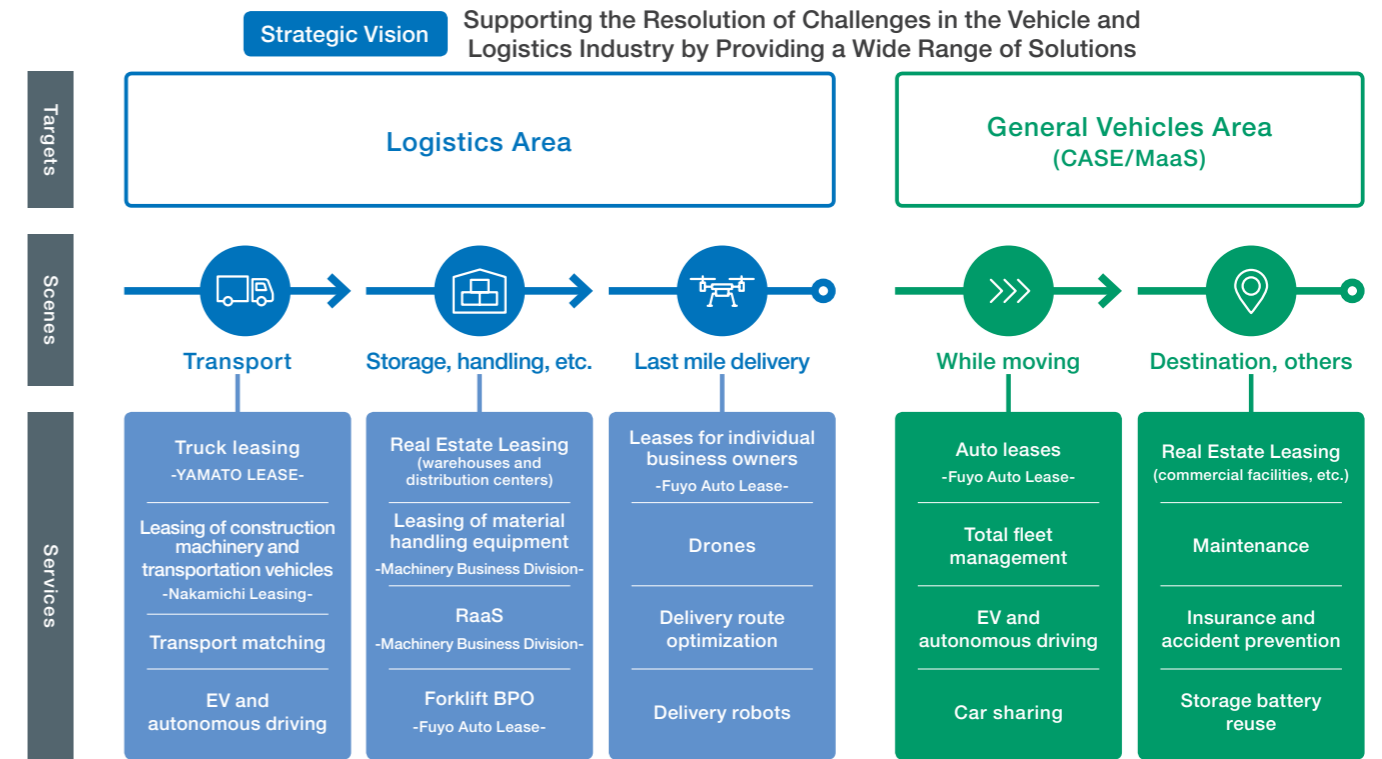 Strategic Vision
Supporting the Resolution of Challenges in the Vehicle and
Logistics Industry by Providing a Wide Range of Solutions
Targets
Logistics Area
General Vehicles Area
(CASE/MaaS)
Scenes
Transport
Storage, handling, etc.
Last mile delivery
While moving
Destination, others
Services
Truck leasing
-YAMATO LEASE-
Leasing of construction
machinery and
transportation vehicles
-Nakamichi Leasing-
Transport matching
EV and
autonomous driving
Real Estate Leasing
(warehouses and
distribution centers)
Leasing of material
handling equipment
-Machinery Business Division-
RaaS
-Machinery Business Division-
Forklift BPO
-Fuyo Auto Lease-
Leases for individual
business owners
-Fuyo Auto Lease-
Drones
Delivery route
optimization
Delivery robots
Auto leases
-Fuyo Auto Lease-
Total fleet
management
EV and
autonomous driving
Car sharing
Real Estate Leasing
(commercial facilities, etc.)
Maintenance
Insurance and
accident prevention
Storage battery
reuse